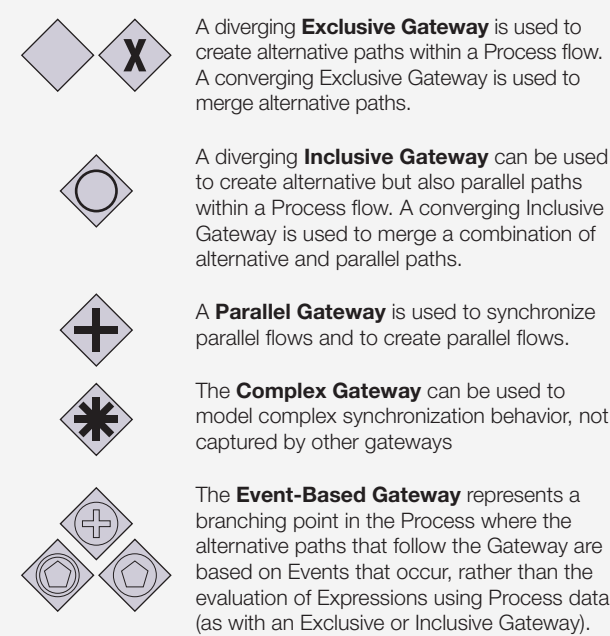 A diverging Exclusive Gateway is used to
create alternative paths within a Process flow.
A converging Exclusive Gateway is used to
merge alternative paths.
A diverging Inclusive Gateway can be used
to create alternative but also parallel paths
within a Process flow. A converging Inclusive
Gateway is used to merge a combination of
alternative and parallel paths.
A Parallel Gateway is used to synchronize
parallel flows and to create parallel flows.
The Complex Gateway can be used to
model complex synchronization behavior, not
captured by other gateways
The Event-Based Gateway represents a
branching point in the Process where the
alternative paths that follow the Gateway are
based on Events that occur, rather than the
evaluation of Expressions using Process data
(as with an Exclusive or Inclusive Gateway).